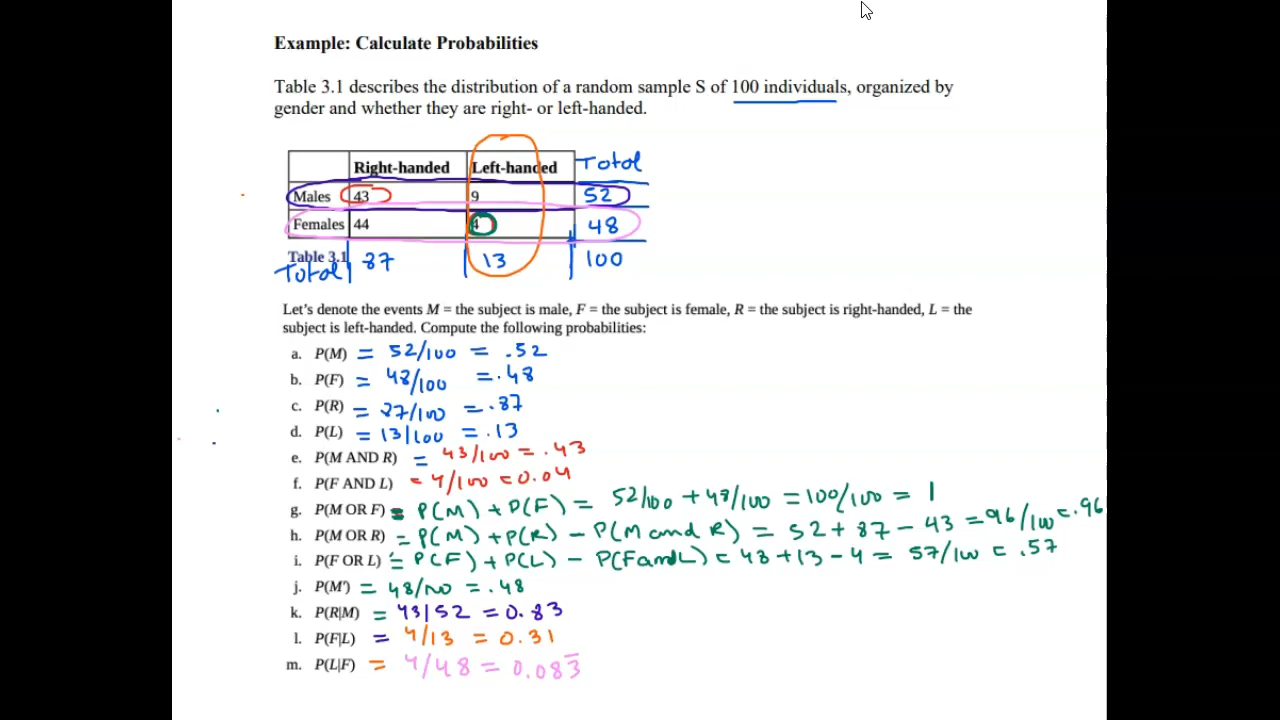 Example: Calculate Probabilities
Table 3.1 describes the distribution of a random sample S of 100 individuals, organized by
gender and whether they are right- or left-handed.
Right-handed Left-handed Total
Males 43 9 52
Females 44 4 48
Table 3.1
Total 87 13 100
Let's denote the events M = the subject is male, F = the subject is female, R = the subject is right-handed, L = the
subject is left-handed. Compute the following probabilities:
a. P(M) = 52/100 = .52
b. P(F) = 48/100 = .48
c. P(R) = 87/100 = .87
d. P(L) = 13/100 = .13
e. P(M AND R) = 43/100 = .43
f. P(F AND L) = 4/100 = 0.04
g. P(M OR F) = P(M) + P(F) = 52/100 + 48/100 = 100/100 = 1
h. P(M OR R) = P(M) + P(R) - P(M and R) = 52 + 87 - 43 = 96/100 = .96
i. P(F OR L) = P(F) + P(L) - P(F and L) = 48 + 13 - 4 = 57/100 = .57
j. P(M') = 48/100 = .48
k. P(R|M) = 43/52 = 0.83
l. P(F|L) = 4/13 = 0.31
m. P(L|F) = 4/48 = 0.083̅